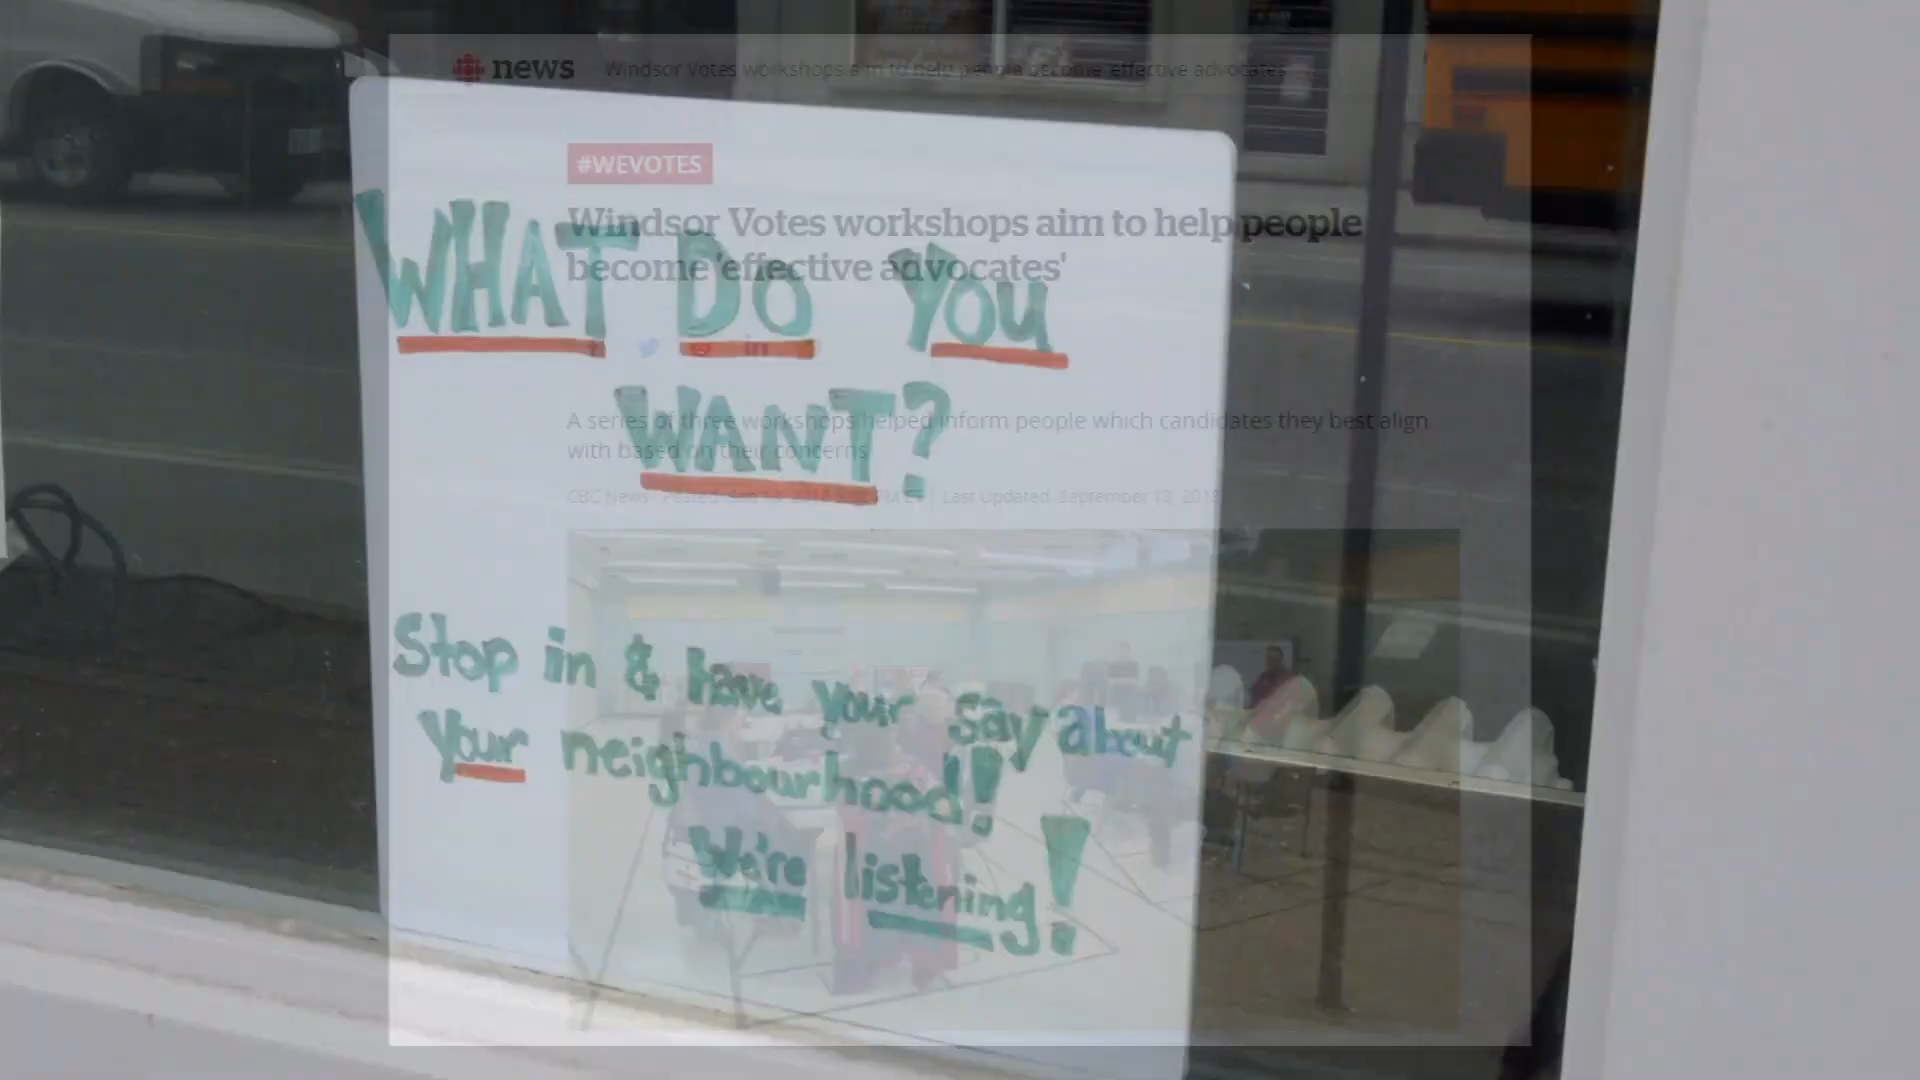 news Windsor Votes workshops aim to help people become 'effective advocates'
#WEVOTES
Windsor Votes workshops aim to help people
become 'effective advocates'
A series of three workshops helped inform people which candidates they best align
with based on their concerns
CBC News Last Updated: September 13, 2018
WHAT DO YOU
WANT?
Stop in & have your say about
your neighbourhood!
We're listening!